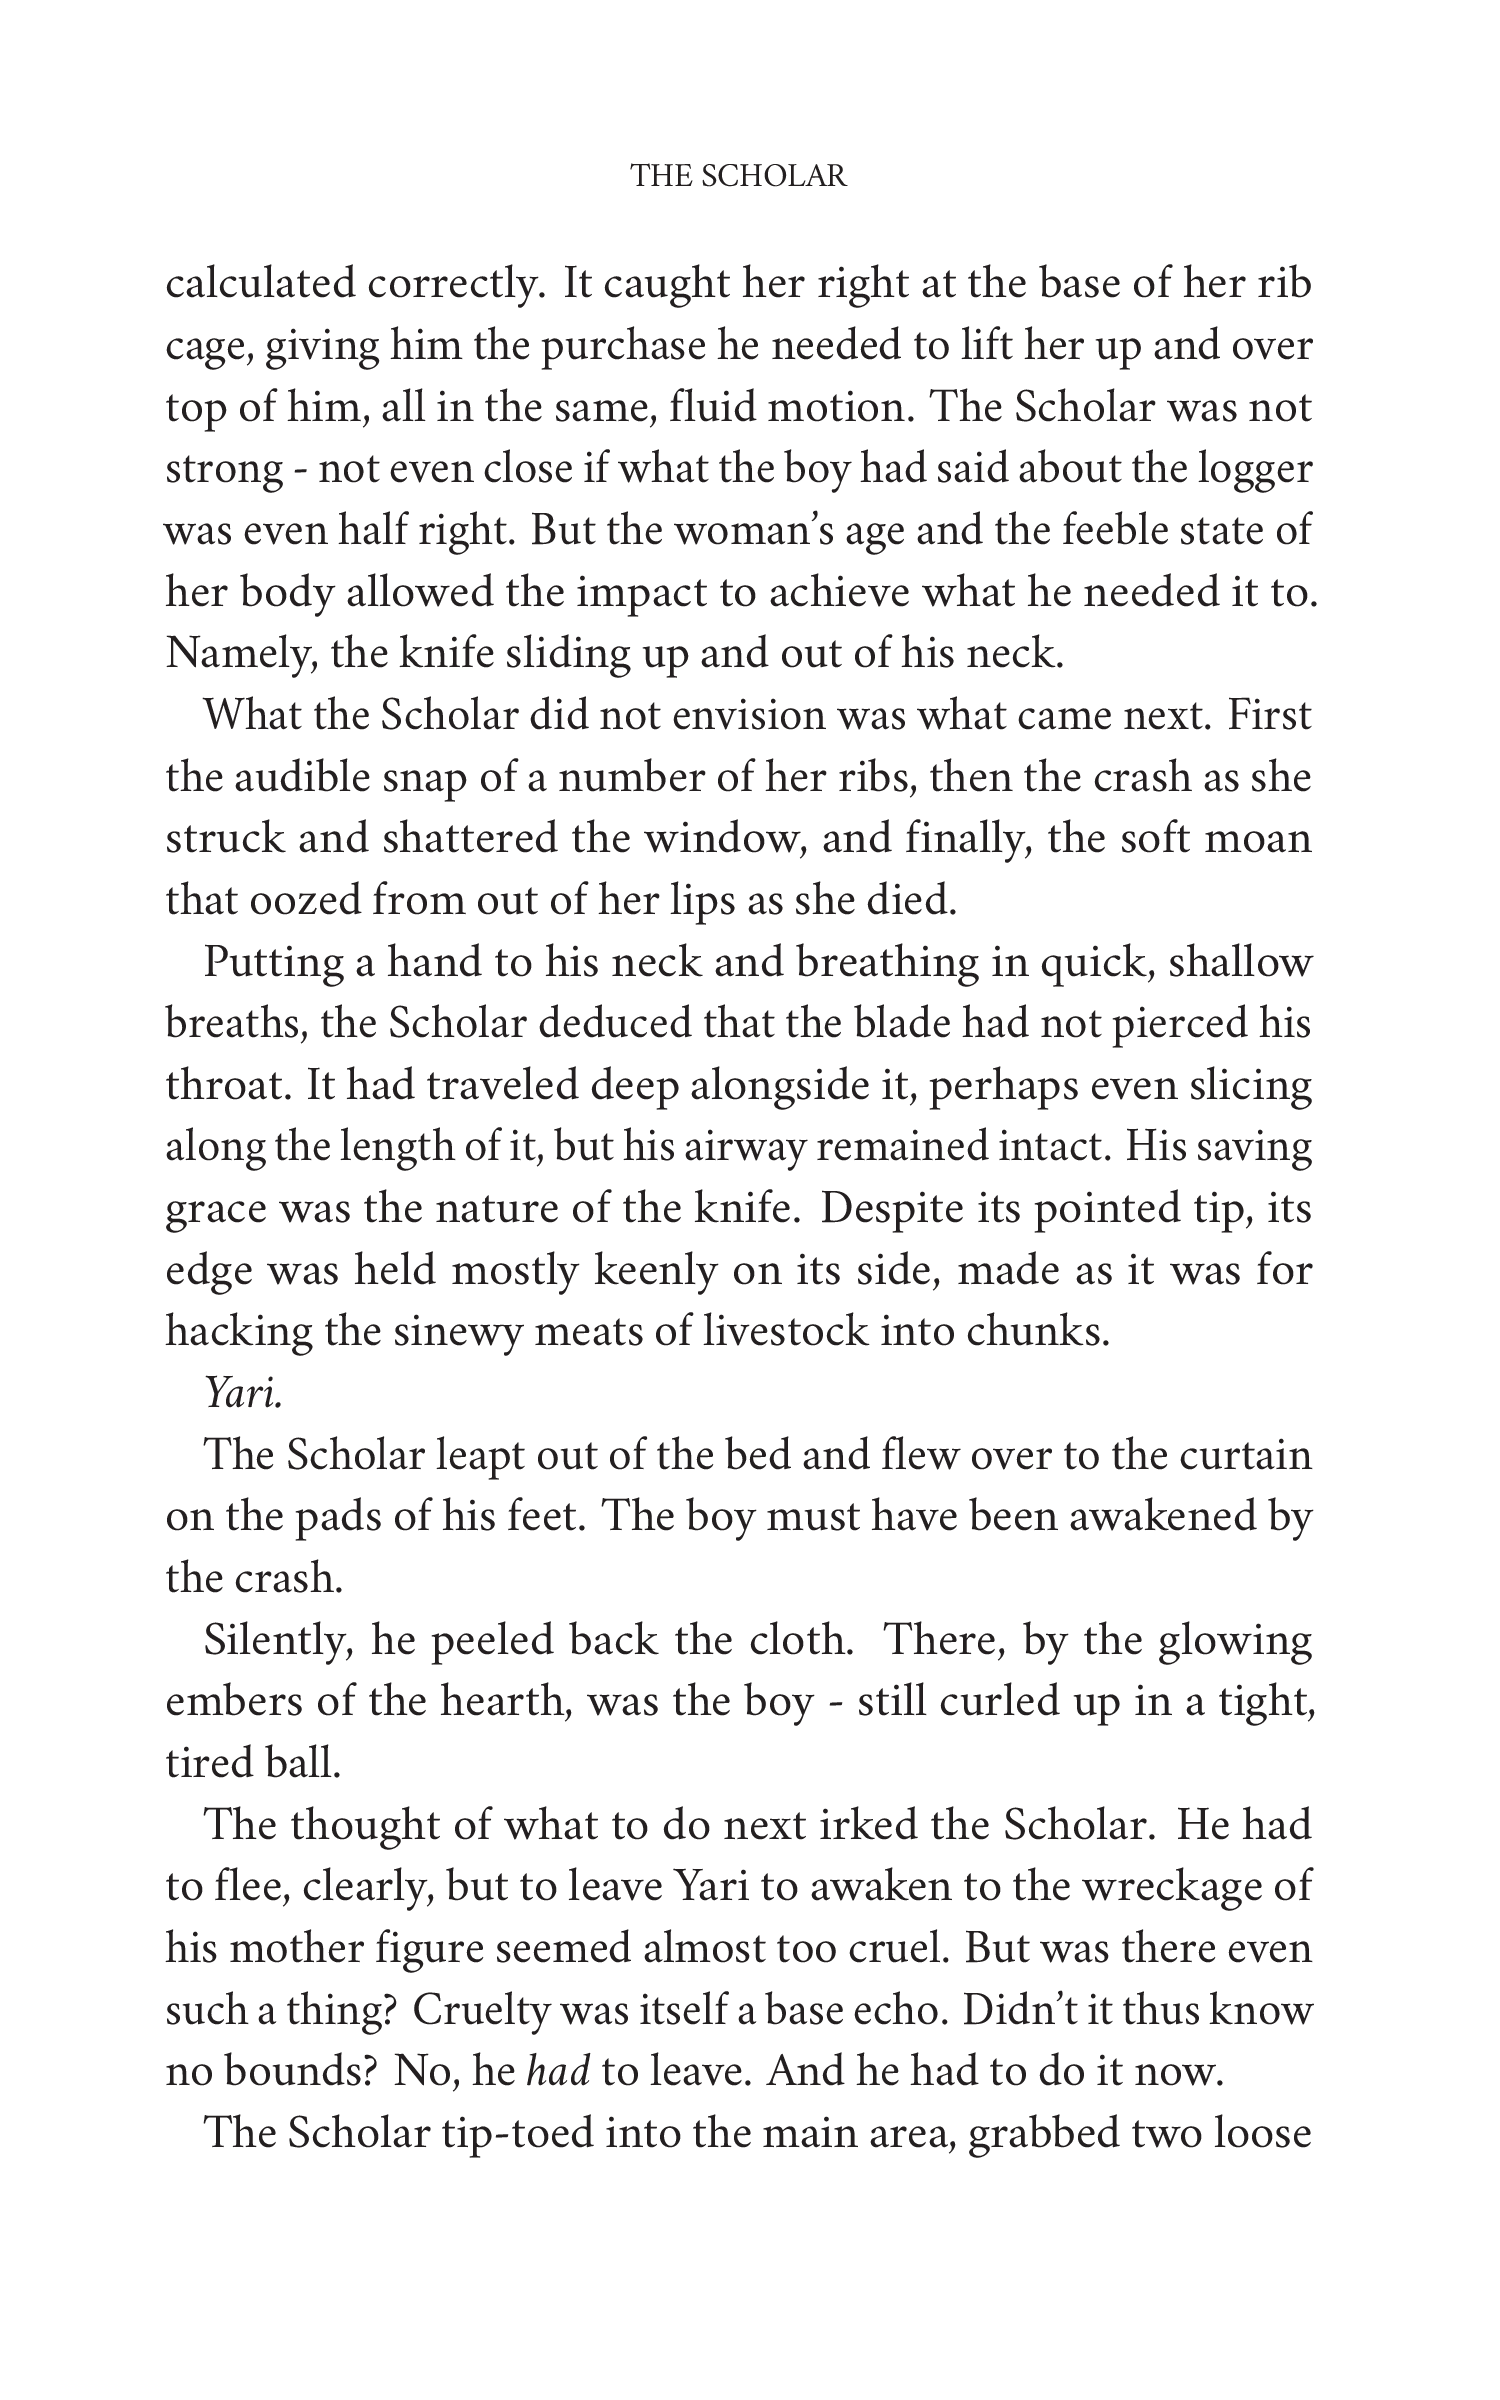 THE SCHOLAR
calculated correctly. It caught her right at the base of her rib
cage, giving him the purchase he needed to lift her up and over
top of him, all in the same, fluid motion. The Scholar was not
strong - not even close if what the boy had said about the logger
was even half right. But the woman’s age and the feeble state of
her body allowed the impact to achieve what he needed it to.
Namely, the knife sliding up and out of his neck.
What the Scholar did not envision was what came next. First
the audible snap of a number of her ribs, then the crash as she
struck and shattered the window, and finally, the soft moan
that oozed from out of her lips as she died.
Putting a hand to his neck and breathing in quick, shallow
breaths, the Scholar deduced that the blade had not pierced his
throat. It had traveled deep alongside it, perhaps even slicing
along the length of it, but his airway remained intact. His saving
grace was the nature of the knife. Despite its pointed tip, its
edge was held mostly keenly on its side, made as it was for
hacking the sinewy meats of livestock into chunks.
Yari.
The Scholar leapt out of the bed and flew over to the curtain
on the pads of his feet. The boy must have been awakened by
the crash.
Silently, he peeled back the cloth. There, by the glowing
embers of the hearth, was the boy - still curled up in a tight,
tired ball.
The thought of what to do next irked the Scholar. He had
to flee, clearly, but to leave Yari to awaken to the wreckage of
his mother figure seemed almost too cruel. But was there even
such a thing? Cruelty was itself a base echo. Didn’t it thus know
no bounds? No, he had to leave. And he had to do it now.
The Scholar tip-toed into the main area, grabbed two loose